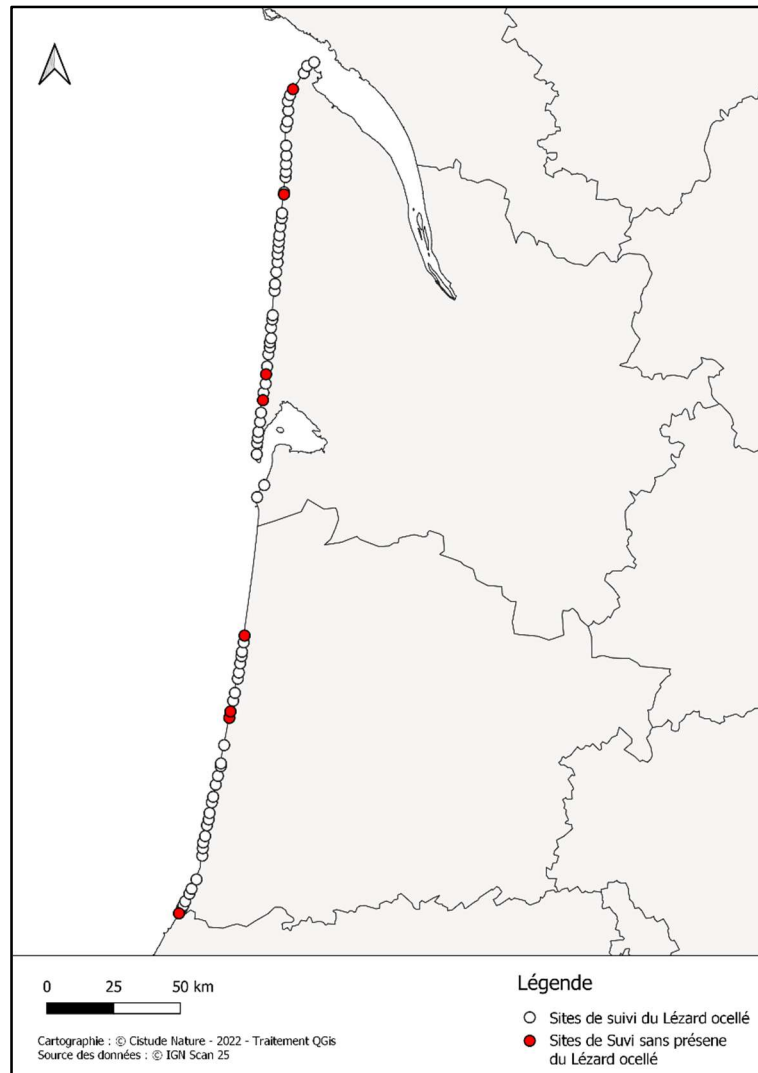 0 25 50 km
Cartographie : © Cistude Nature - 2022 - Traitement QGis
Source des données : © IGN Scan 25
Légende
Sites de suivi du Lézard ocellé
Sites de Suvi sans présene
du Lézard ocellé